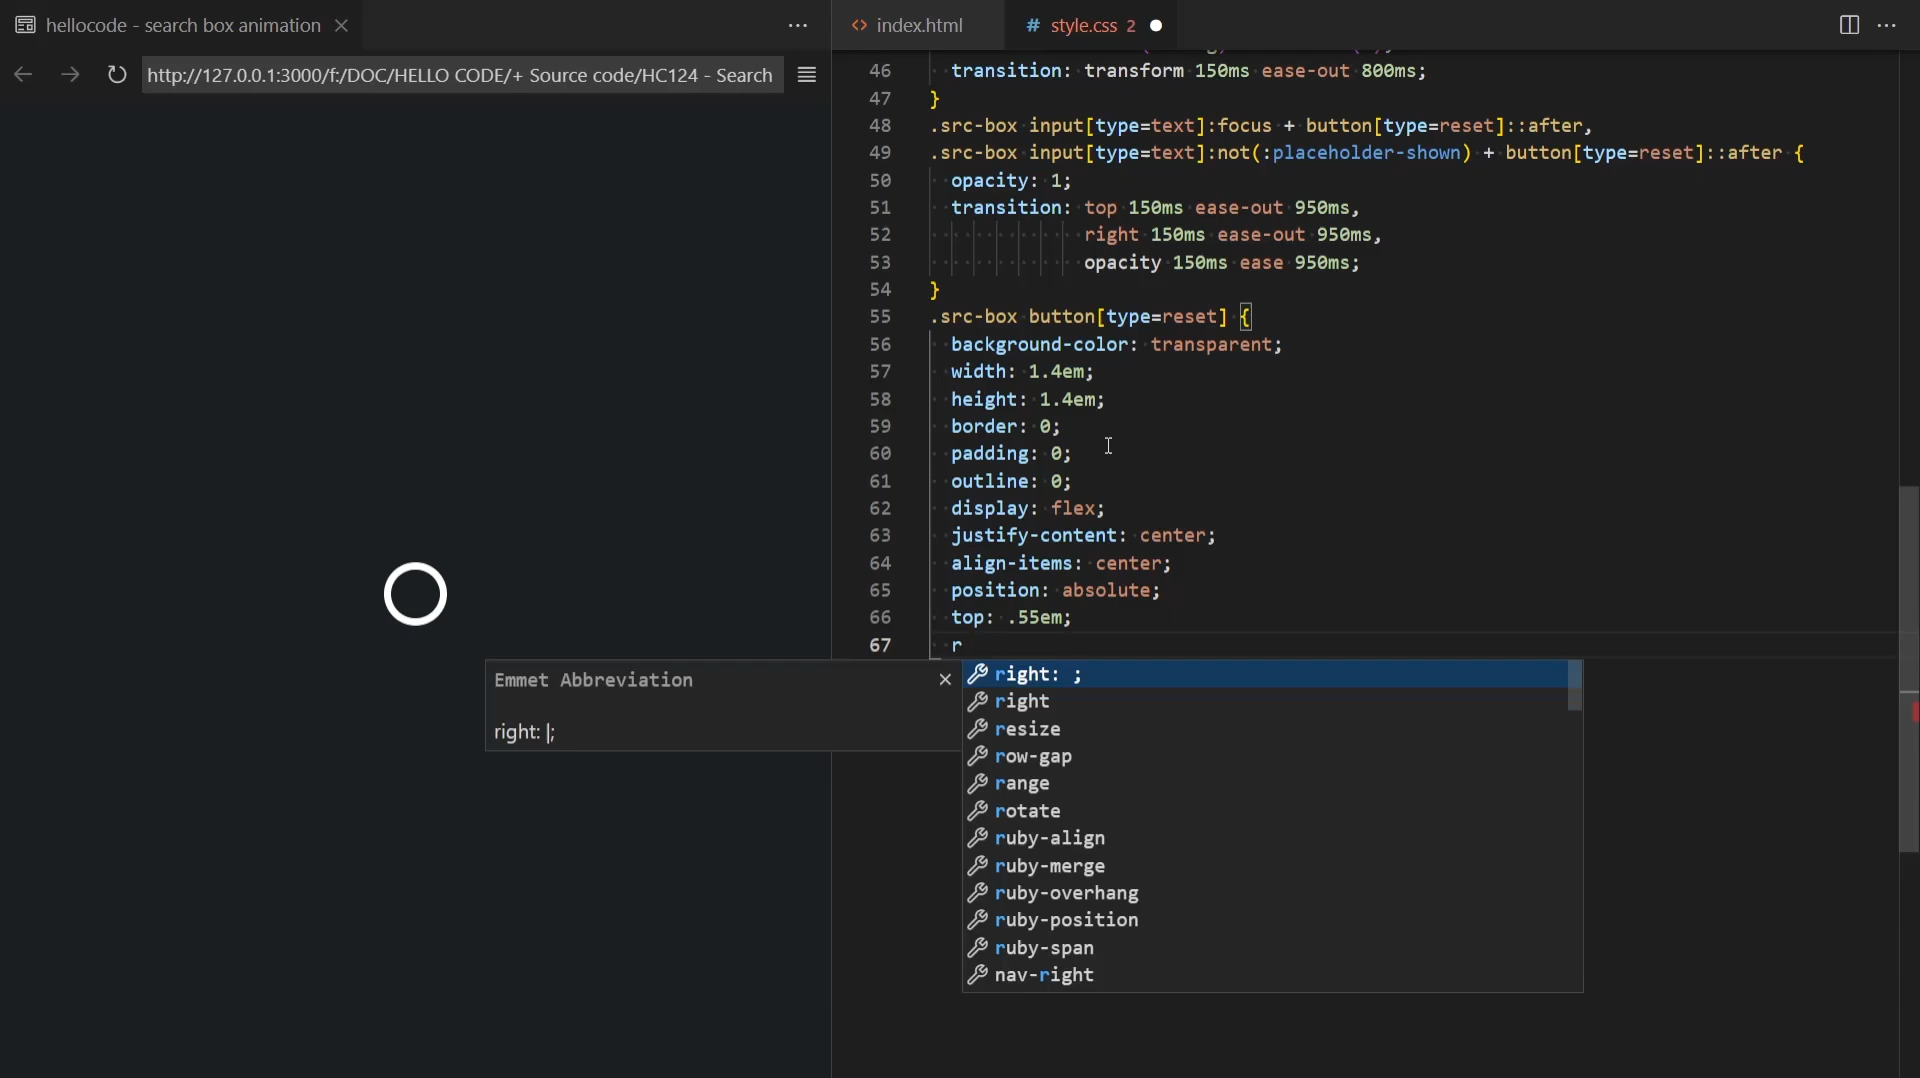 hellocode - search box animation
http://127.0.0.1:3000/f:/DOC/HELLO CODE/+ Source code/HC124 - Search
index.html
# style.css 2
46 transition: transform 150ms ease-out 800ms;
47 }
48 .src-box input[type=text]:focus + button[type=reset]::after,
49 .src-box input[type=text]:not(:placeholder-shown) + button[type=reset]::after {
50 opacity: 1;
51 transition: top 150ms ease-out 950ms,
52 right 150ms ease-out 950ms,
53 opacity 150ms ease 950ms;
54 }
55 .src-box button[type=reset] {
56 background-color: transparent;
57 width: 1.4em;
58 height: 1.4em;
59 border: 0;
60 padding: 0;
61 outline: 0;
62 display: flex;
63 justify-content: center;
64 align-items: center;
65 position: absolute;
66 top: .55em;
67 r
Emmet Abbreviation
right: |;
right: ;
right
resize
row-gap
range
rotate
ruby-align
ruby-merge
ruby-overhang
ruby-position
ruby-span
nav-right